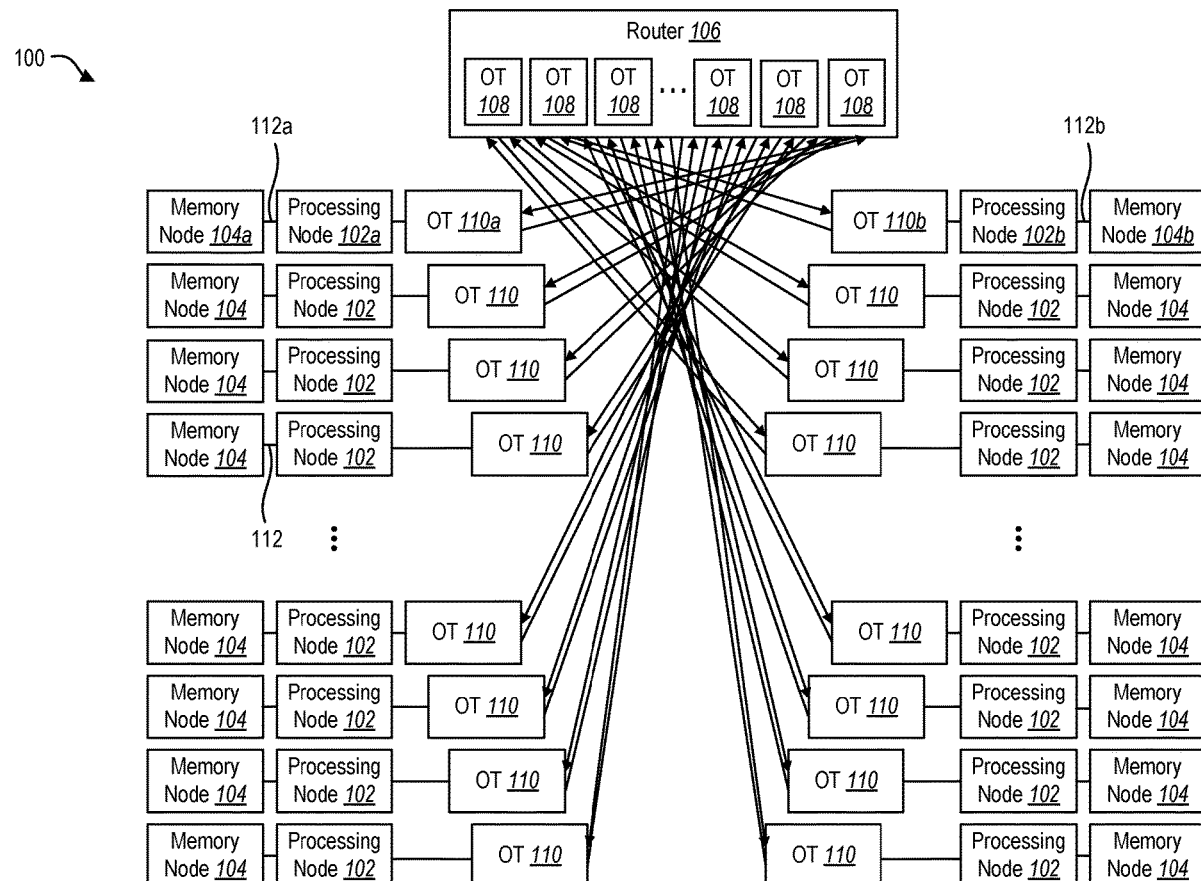 100
Router 106
OT OT OT ... OT OT OT
108 108 108 108 108 108
112a
112b
Memory Node 104a
Processing Node 102a
OT 110a
OT 110b
Processing Node 102b
Memory Node 104b
Memory Node 104
Processing Node 102
OT 110
OT 110
Processing Node 102
Memory Node 104
Memory Node 104
Processing Node 102
OT 110
OT 110
Processing Node 102
Memory Node 104
Memory Node 104
Processing Node 102
OT 110
OT 110
Processing Node 102
Memory Node 104
112
Memory Node 104
Processing Node 102
OT 110
OT 110
Processing Node 102
Memory Node 104
Memory Node 104
Processing Node 102
OT 110
OT 110
Processing Node 102
Memory Node 104
Memory Node 104
Processing Node 102
OT 110
OT 110
Processing Node 102
Memory Node 104
Memory Node 104
Processing Node 102
OT 110
OT 110
Processing Node 102
Memory Node 104